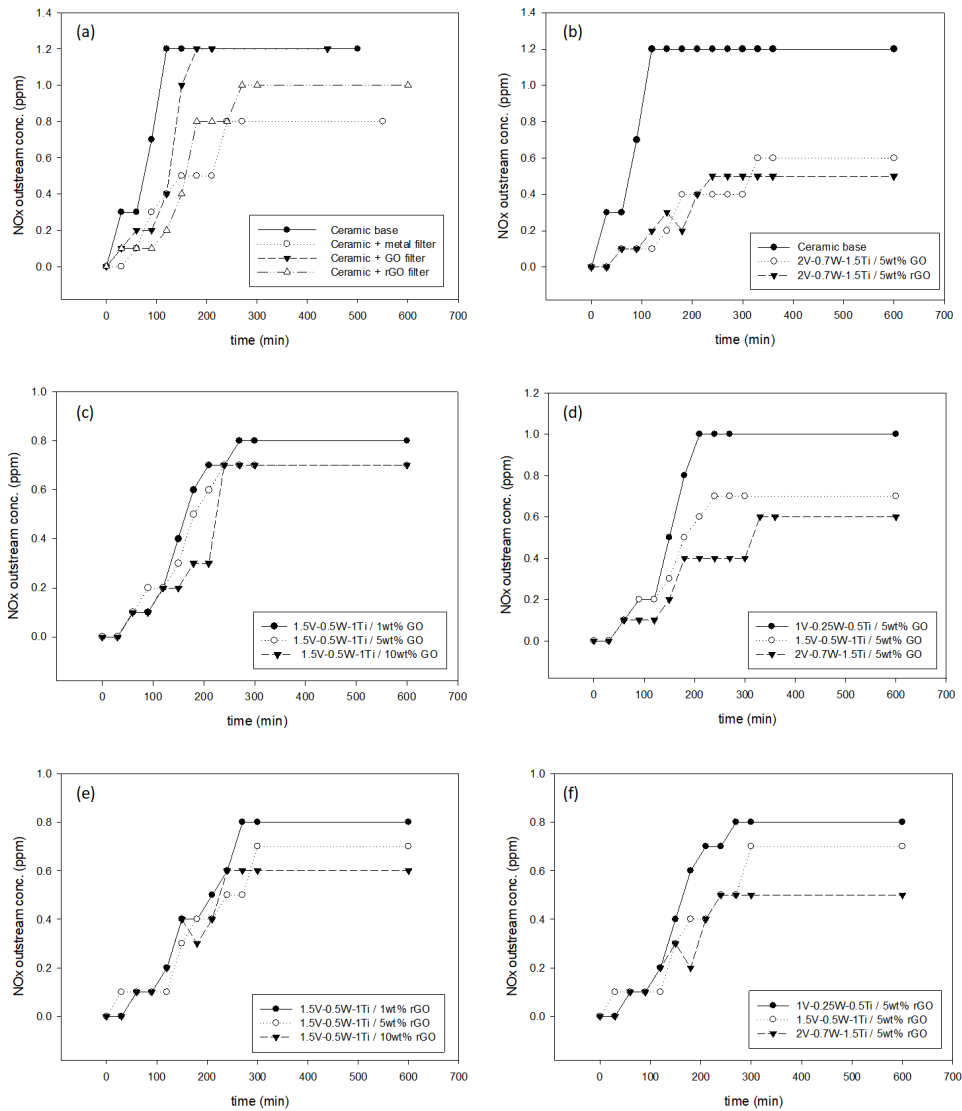 (a)
NOx outstream conc. (ppm)
1.4
1.2
1.0
0.8
0.6
0.4
0.2
0.0
Ceramic base
Ceramic + metal filter
Ceramic + GO filter
Ceramic + rGO filter
0 100 200 300 400 500 600 700
time (min)
(b)
NOx outstream conc. (ppm)
1.4
1.2
1.0
0.8
0.6
0.4
0.2
0.0
Ceramic base
2V-0.7W-1.5Ti / 5wt% GO
2V-0.7W-1.5Ti / 5wt% rGO
0 100 200 300 400 500 600 700
time (min)
(c)
NOx outstream conc. (ppm)
1.0
0.8
0.6
0.4
0.2
0.0
1.5V-0.5W-1Ti / 1wt% GO
1.5V-0.5W-1Ti / 5wt% GO
1.5V-0.5W-1Ti / 10wt% GO
0 100 200 300 400 500 600 700
time (min)
(d)
NOx outstream conc. (ppm)
1.2
1.0
0.8
0.6
0.4
0.2
0.0
1V-0.25W-0.5Ti / 5wt% GO
1.5V-0.5W-1Ti / 5wt% GO
2V-0.7W-1.5Ti / 5wt% GO
0 100 200 300 400 500 600 700
time (min)
(e)
NOx outstream conc. (ppm)
1.0
0.8
0.6
0.4
0.2
0.0
1.5V-0.5W-1Ti / 1wt% rGO
1.5V-0.5W-1Ti / 5wt% rGO
1.5V-0.5W-1Ti / 10wt% rGO
0 100 200 300 400 500 600 700
time (min)
(f)
NOx outstream conc. (ppm)
1.0
0.8
0.6
0.4
0.2
0.0
1V-0.25W-0.5Ti / 5wt% rGO
1.5V-0.5W-1Ti / 5wt% rGO
2V-0.7W-1.5Ti / 5wt% rGO
0 100 200 300 400 500 600 700
time (min)